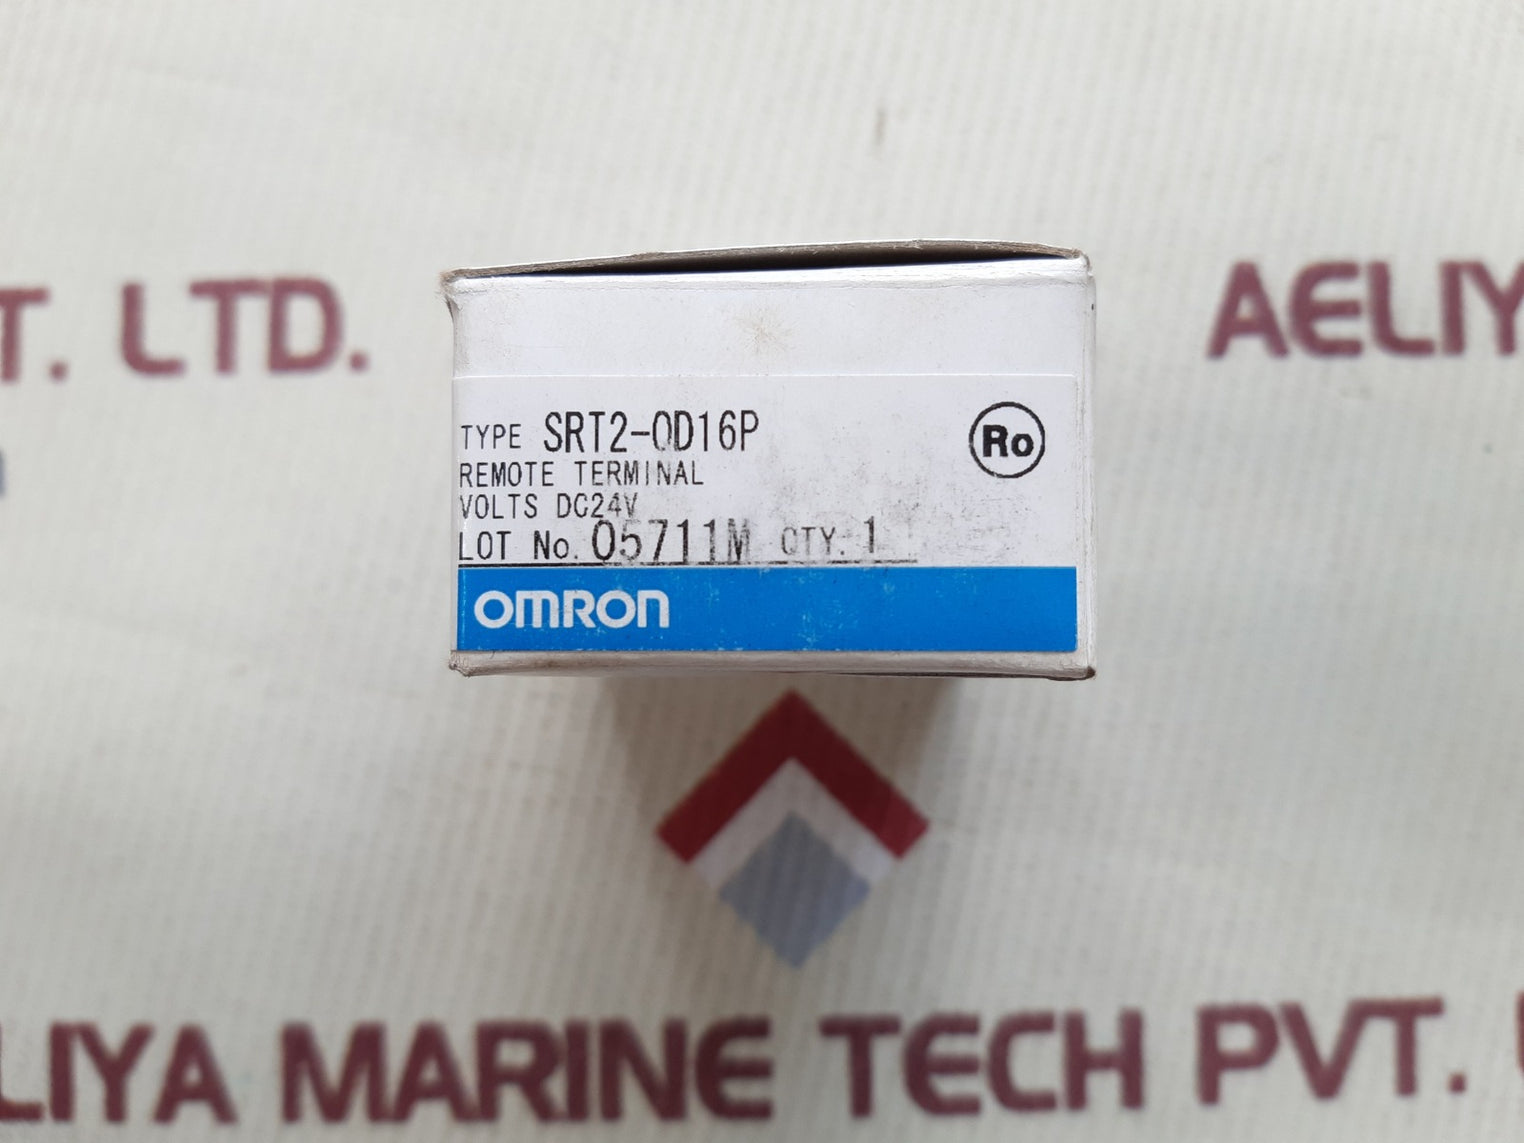 T. LTD.
AELIY
TYPE SRT2-OD16P
Ro
REMOTE TERMINAL
VOLTS DC24V
LOT No. 05711M QTY. 1
OMRON
LIYA MARINE TECH PVT.